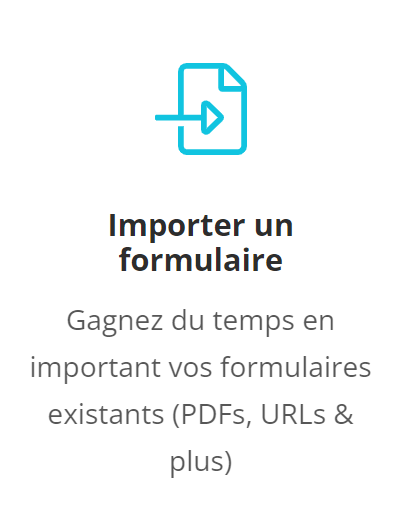 Importer un
formulaire
Gagnez du temps en
important vos formulaires
existants (PDFs, URLs &
plus)